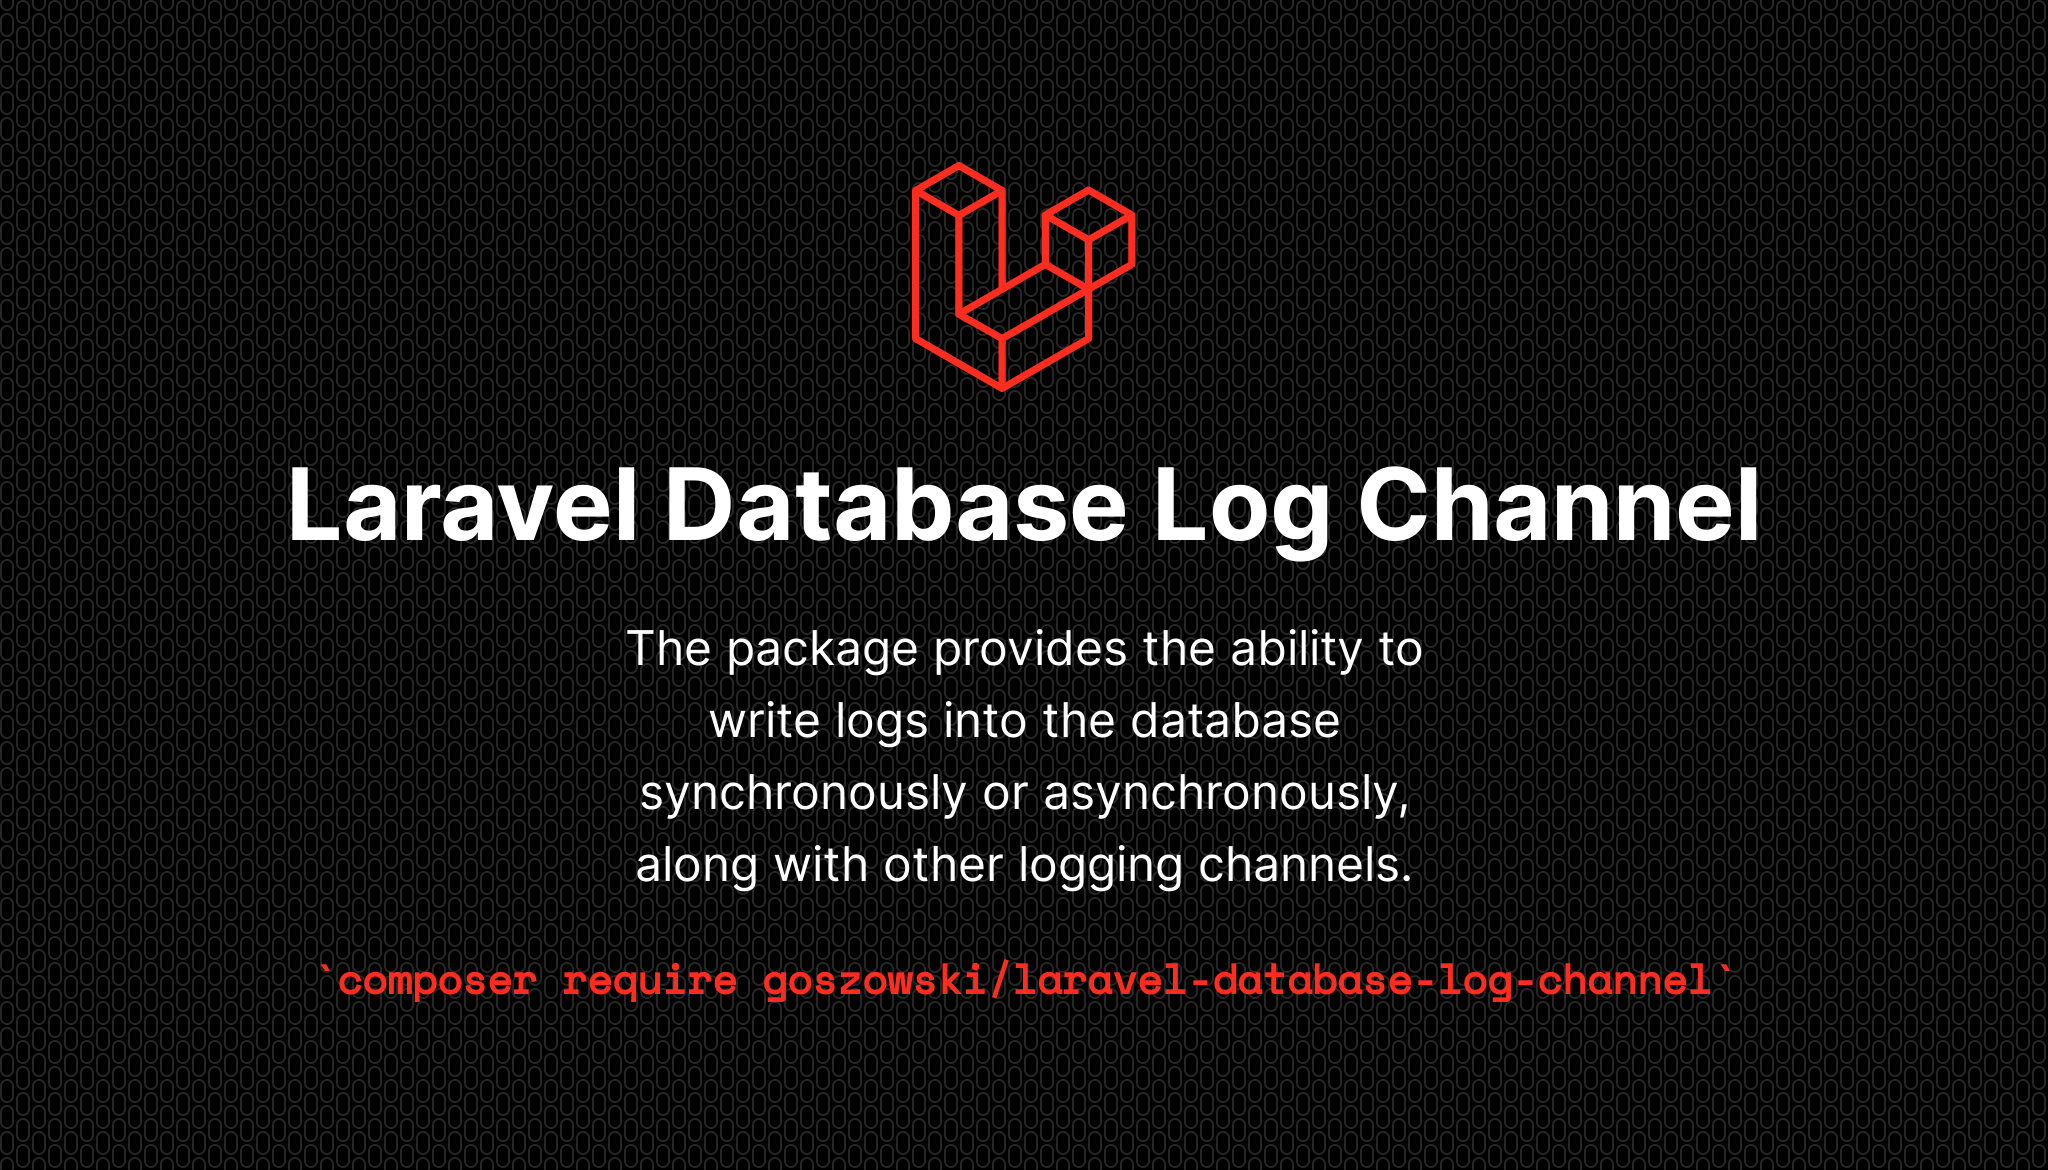 Laravel Database Log Channel
The package provides the ability to
write logs into the database
synchronously or asynchronously,
along with other logging channels.
`composer require goszowski/laravel-database-log-channel`